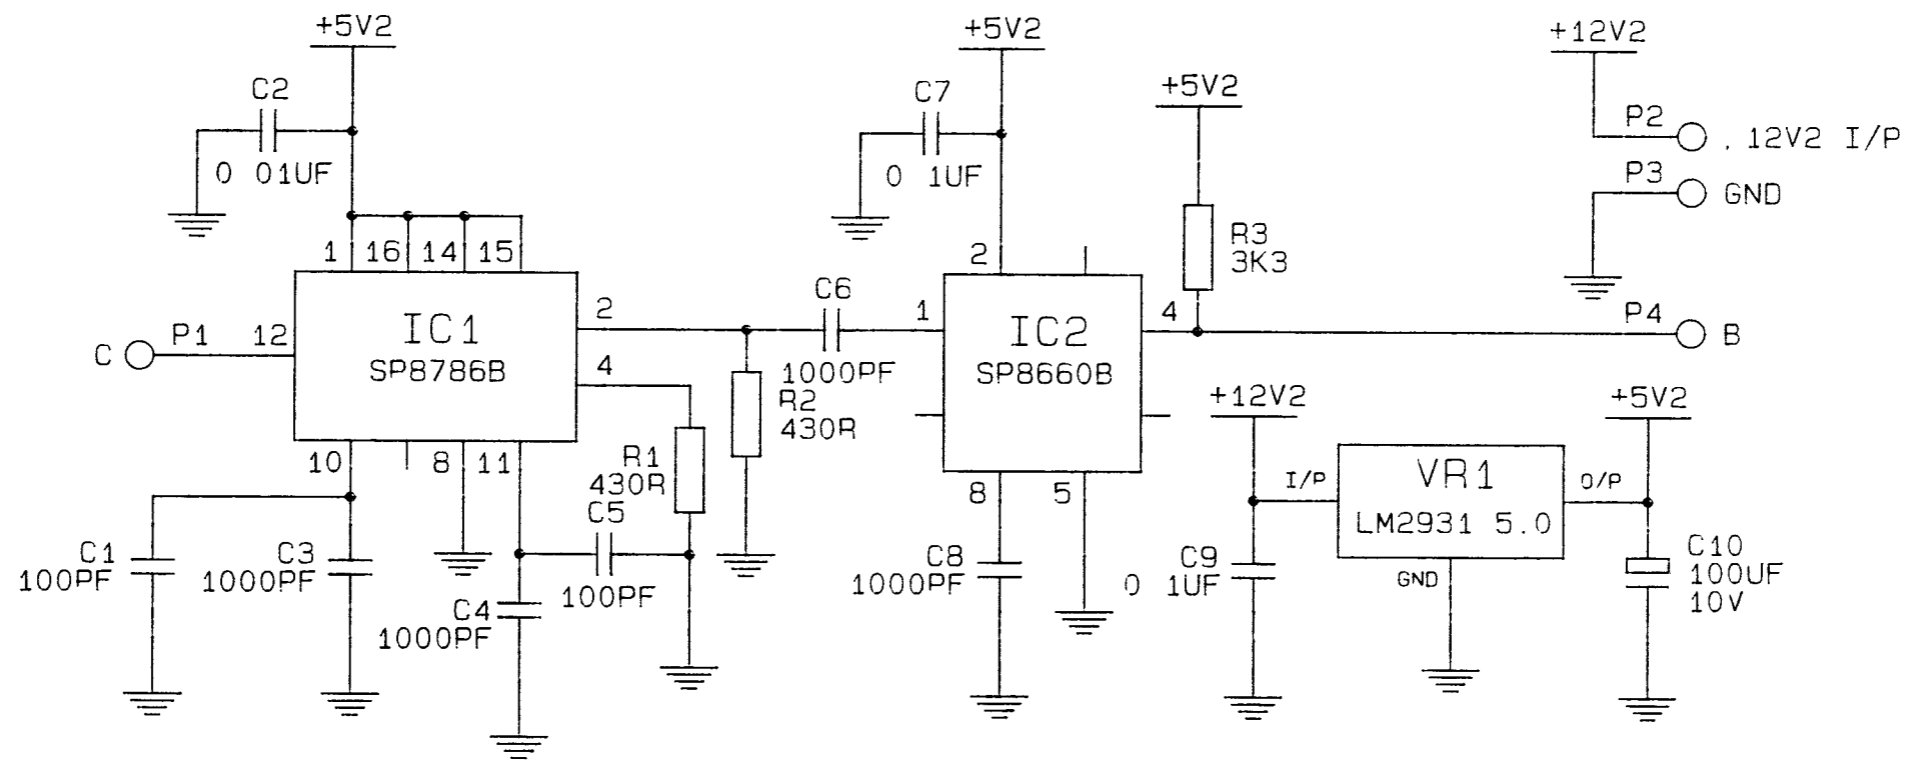 +5V2
C2
0 01UF
1 16 14 15
IC1
SP8786B
C
P1
12
2
4
10
8
11
C1
100PF
C3
1000PF
C4
1000PF
C5
100PF
R1
430R
R2
430R
C6
1000PF
+5V2
C7
0 1UF
2
1
IC2
SP8660B
4
8
5
C8
1000PF
+5V2
R3
3K3
+12V2
P2
. 12V2 I/P
P3
GND
P4
B
+12V2
I/P
VR1
LM2931 5.0
O/P
GND
C9
0 1UF
+5V2
C10
100UF
10V